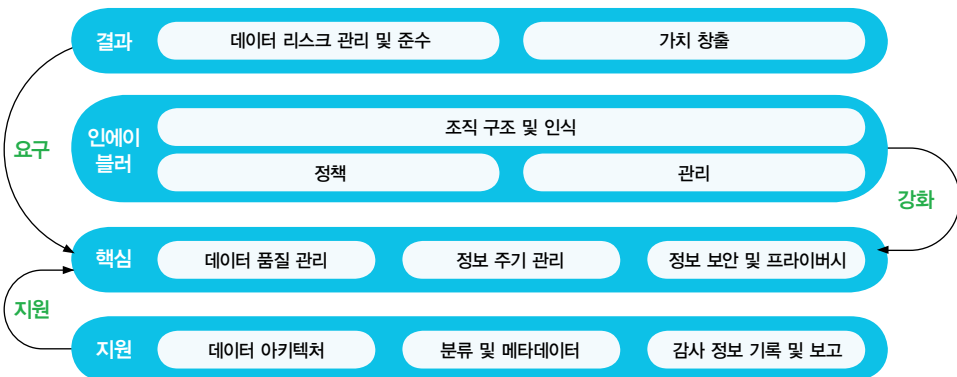 결과
데이터 리스크 관리 및 준수
가치 창출
요구
인에이
블러
조직 구조 및 인식
정책
관리
강화
핵심
데이터 품질 관리
정보 주기 관리
정보 보안 및 프라이버시
지원
지원
데이터 아키텍처
분류 및 메타데이터
감사 정보 기록 및 보고